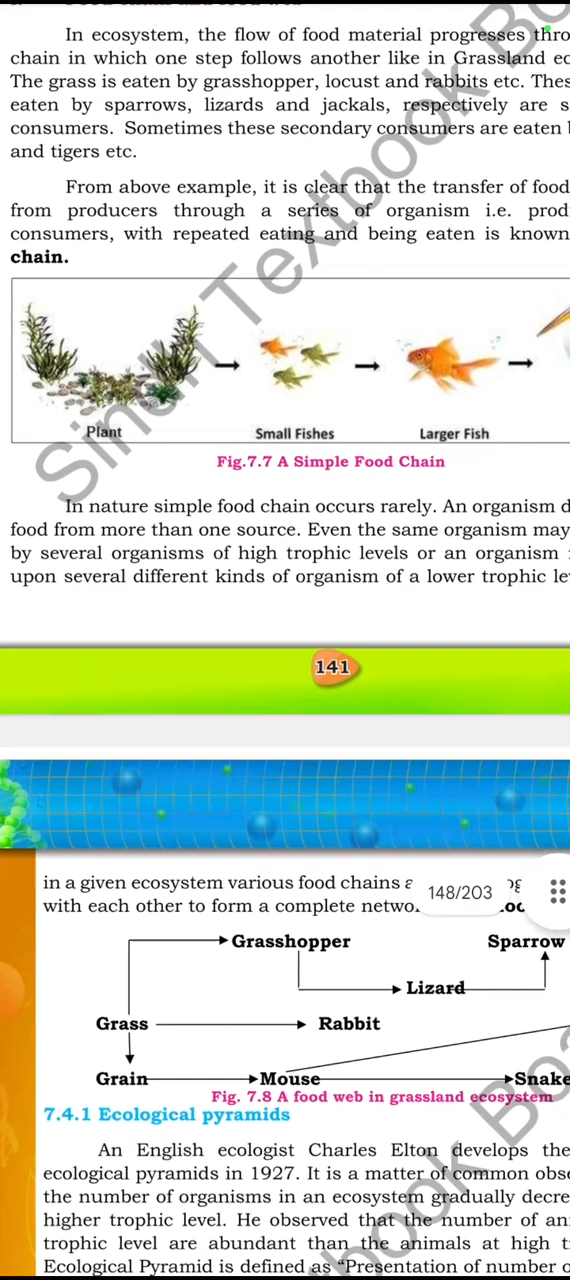 In ecosystem, the flow of food material progresses thro
chain in which one step follows another like in Grassland ec
The grass is eaten by grasshopper, locust and rabbits etc. Thes
eaten by sparrows, lizards and jackals, respectively are s
consumers. Sometimes these secondary consumers are eaten
and tigers etc.
From above example, it is clear that the transfer of food
from producers through a series of organism i.e. prod
consumers, with repeated eating and being eaten is known
chain.
Plant
Small Fishes
Larger Fish
Fig.7.7 A Simple Food Chain
In nature simple food chain occurs rarely. An organism d
food from more than one source. Even the same organism may
by several organisms of high trophic levels or an organism
upon several different kinds of organism of a lower trophic le
141
in a given ecosystem various food chains a
148/203
with each other to form a complete netwo
Grasshopper
Sparrow
Lizard
Grass
Rabbit
Grain
Mouse
Snake
Fig. 7.8 A food web in grassland ecosystem
7.4.1 Ecological pyramids
An English ecologist Charles Elton develops the
ecological pyramids in 1927. It is a matter of common obse
the number of organisms in an ecosystem gradually decre
higher trophic level. He observed that the number of an
trophic level are abundant than the animals at high t
Ecological Pyramid is defined as “Presentation of number o
Sindh Textbook Bo